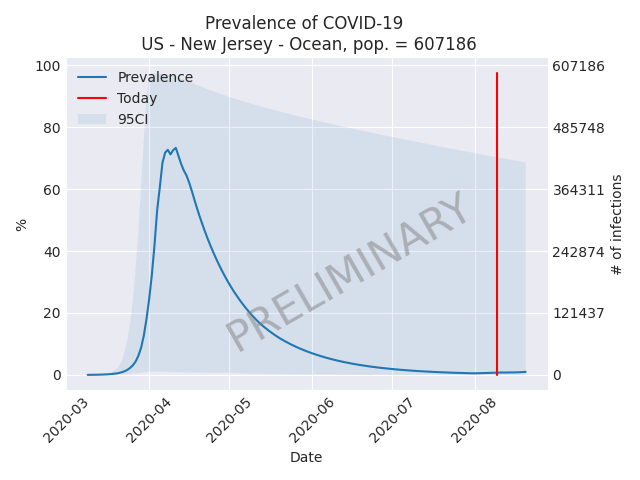 Prevalence of COVID-19
US - New Jersey - Ocean, pop. = 607186
100
80
60
40
20
0
%
607186
485748
364311
242874
121437
0
# of infections
Prevalence
Today
95CI
PRELIMINARY
2020-03
2020-04
2020-05
2020-06
2020-07
2020-08
Date